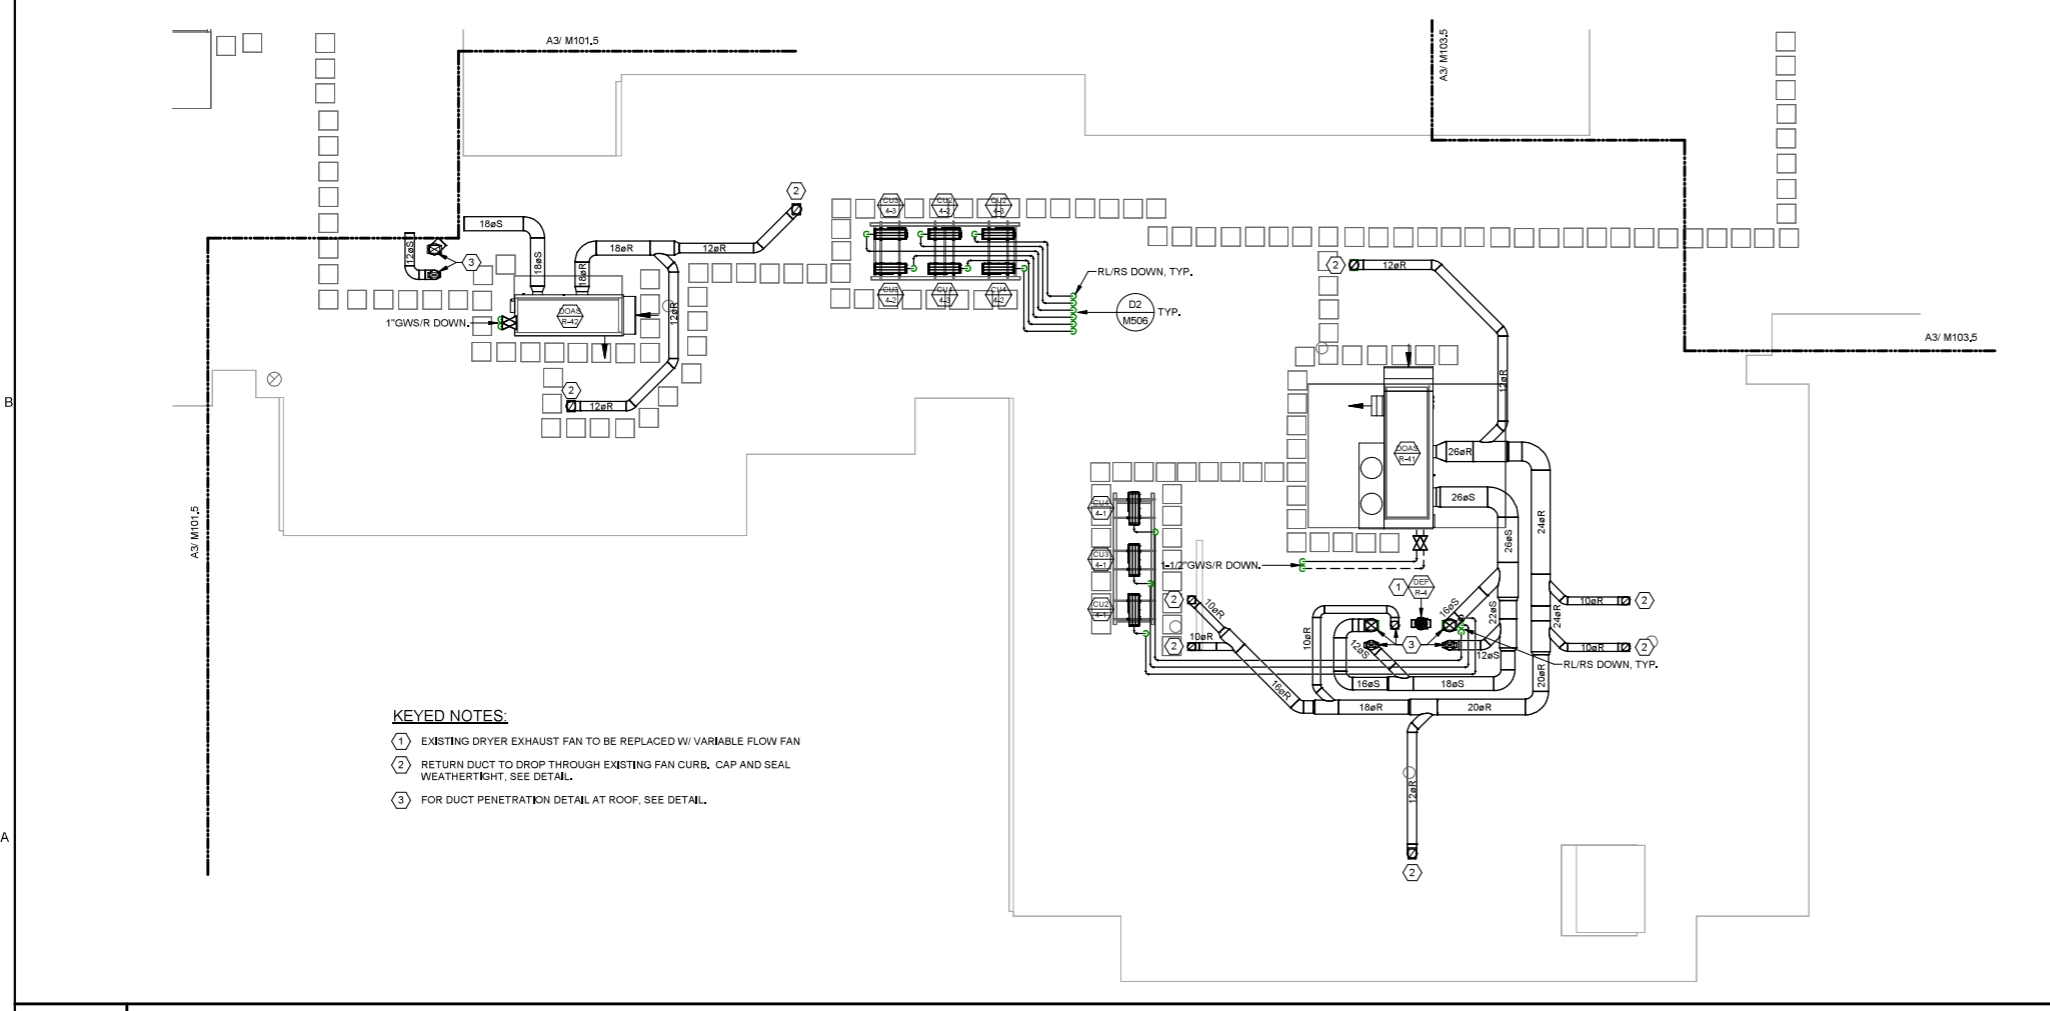 A3/ M101.5
A3/ M103.5
2
CU3
4-3
CU2
4-2
CU2
4-3
18øS
12øS
18øS
18øR
12øR
18øR
12øR
3
2
12øR
1"GWS/R DOWN.
DOAS
R-42
CU3
4-2
4-3
CU4
4-2
RL/RS DOWN, TYP.
D2
M506
TYP.
A3/ M103.5
2
12øR
12øR
B
DOAS
R-41
26øR
26øS
24øR
26øS
CU4
4-1
CU3
4-1
CU2
4-1
A3/ M101.5
1-1/2"GWS/R DOWN.
1
DEF
R-4
2
10øR
2
10øR
10øR
16øS
22øS
24øR
10øR
2
10øR
2
3
12øS
12øS
RL/RS DOWN, TYP.
16øR
16øS
18øS
20øR
18øR
20øR
12øR
2
KEYED NOTES:
1 EXISTING DRYER EXHAUST FAN TO BE REPLACED W/ VARIABLE FLOW FAN
2 RETURN DUCT TO DROP THROUGH EXISTING FAN CURB. CAP AND SEAL
WEATHERTIGHT, SEE DETAIL.
3 FOR DUCT PENETRATION DETAIL AT ROOF, SEE DETAIL.
A